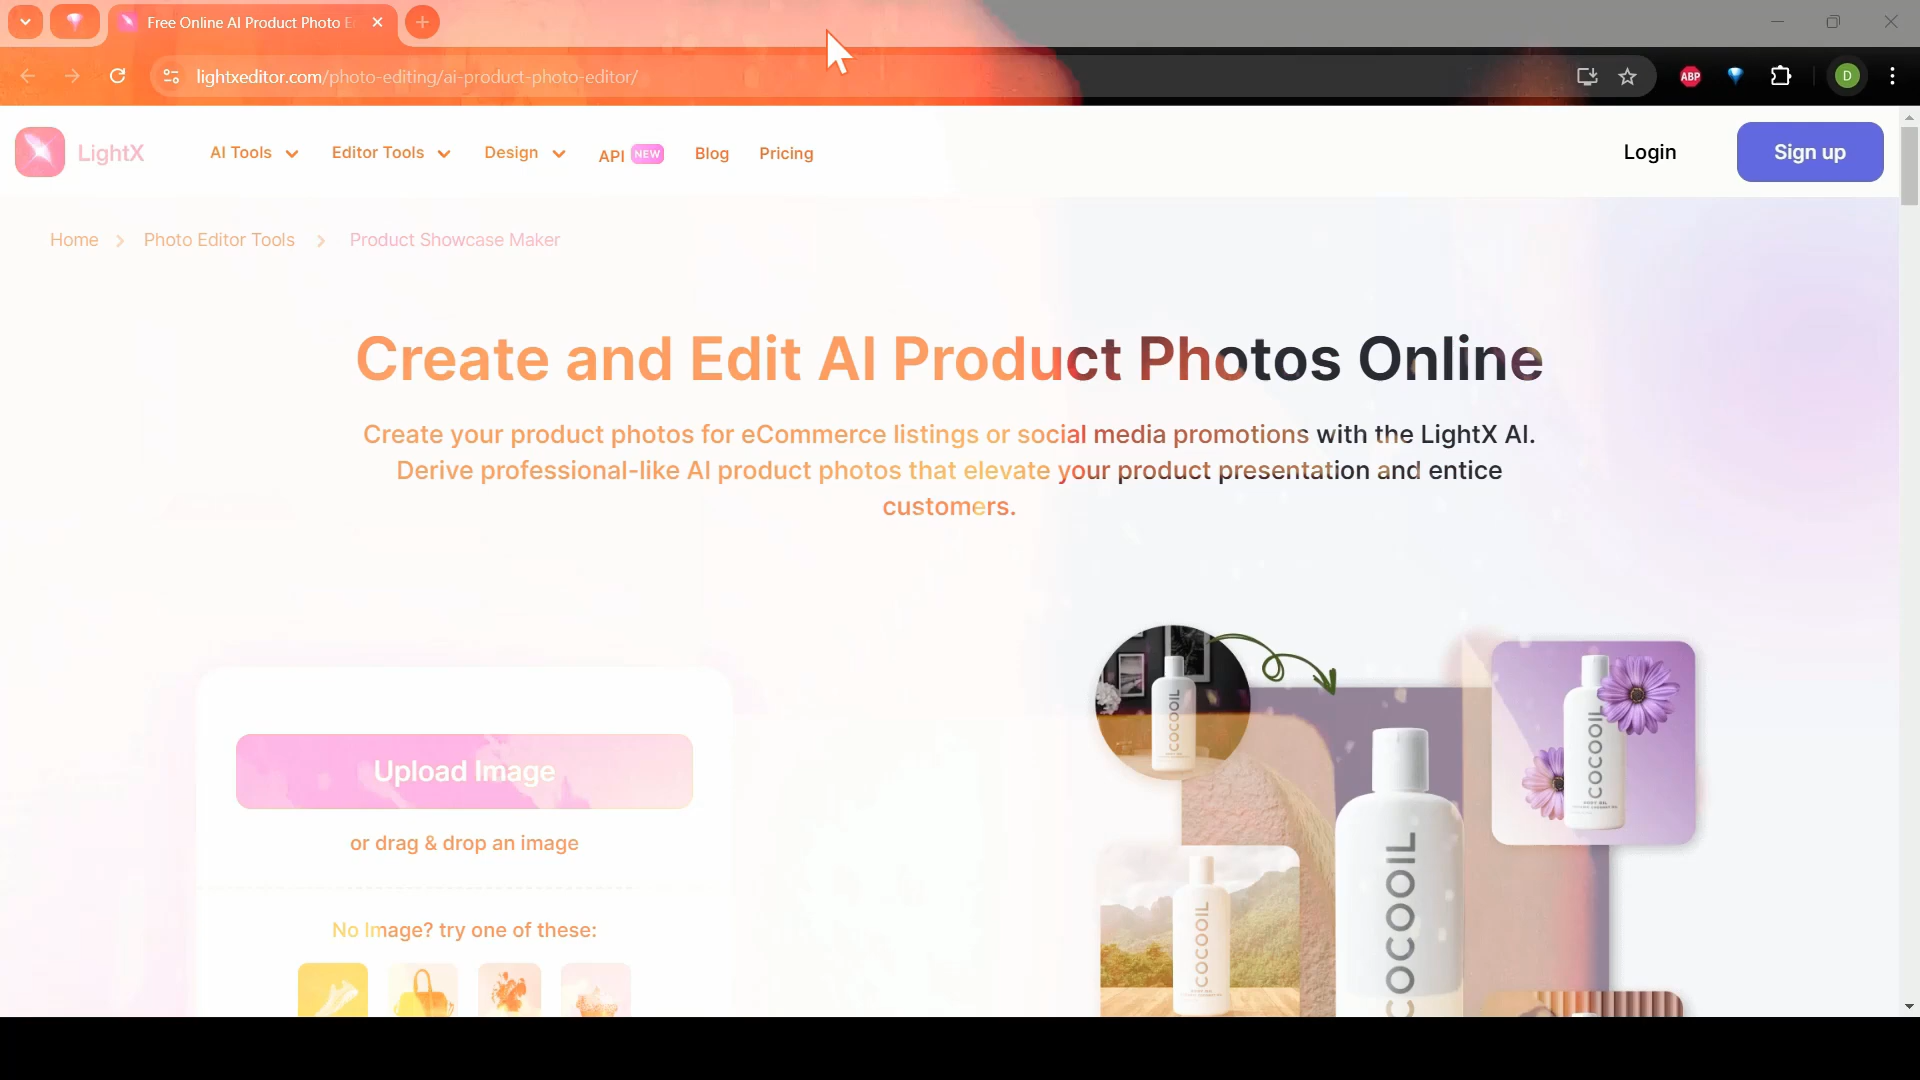 Free Online AI Product Photo E
lightxeditor.com/photo-editing/ai-product-photo-editor/
ABP
D
LightX
AI Tools
Editor Tools
Design
API NEW
Blog
Pricing
Login
Sign up
Home
Photo Editor Tools
Product Showcase Maker
Create and Edit AI Product Photos Online
Create your product photos for eCommerce listings or social media promotions with the LightX AI.
Derive professional-like AI product photos that elevate your product presentation and entice
customers.
Upload Image
or drag & drop an image
No Image? try one of these:
COCOOIL
COCOOIL
COCOOIL
COCOOIL